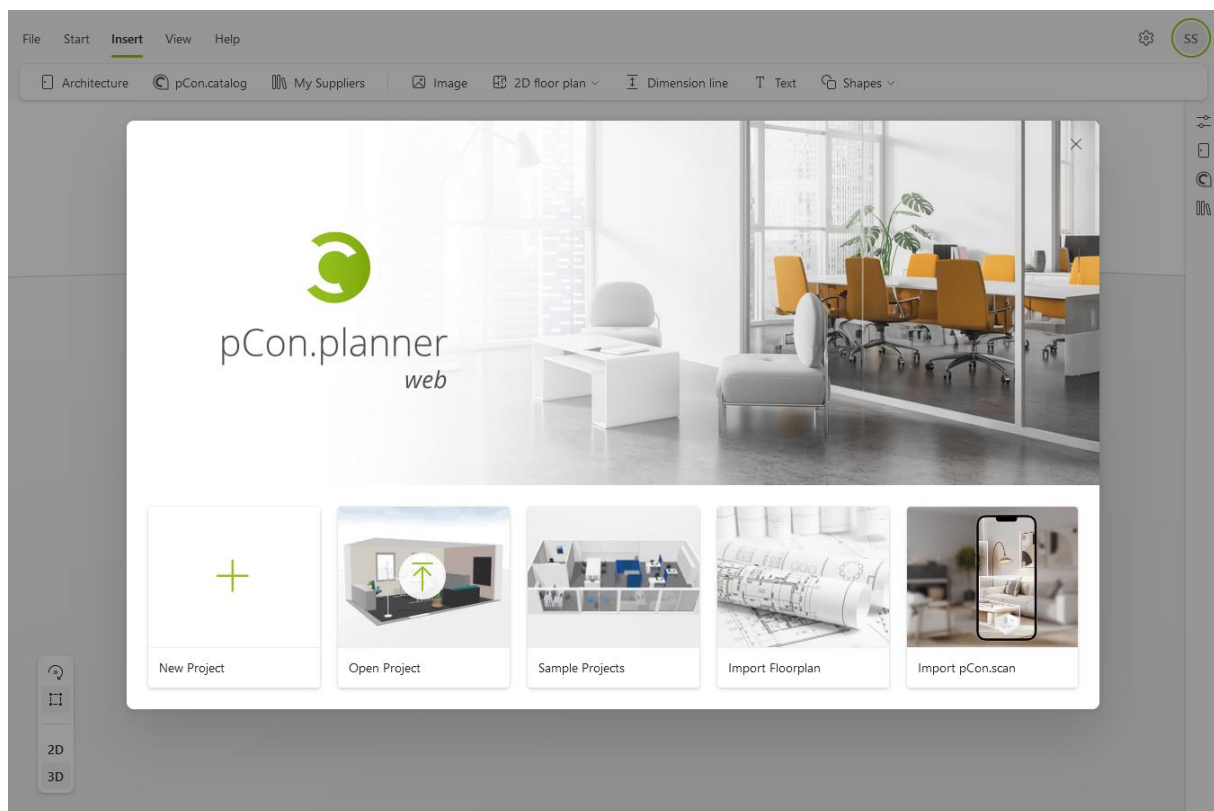 File Start Insert View Help
SS
Architecture pCon.catalog My Suppliers Image 2D floor plan Dimension line Text Shapes
pCon.planner
web
New Project
Open Project
Sample Projects
Import Floorplan
Import pCon.scan
2D
3D